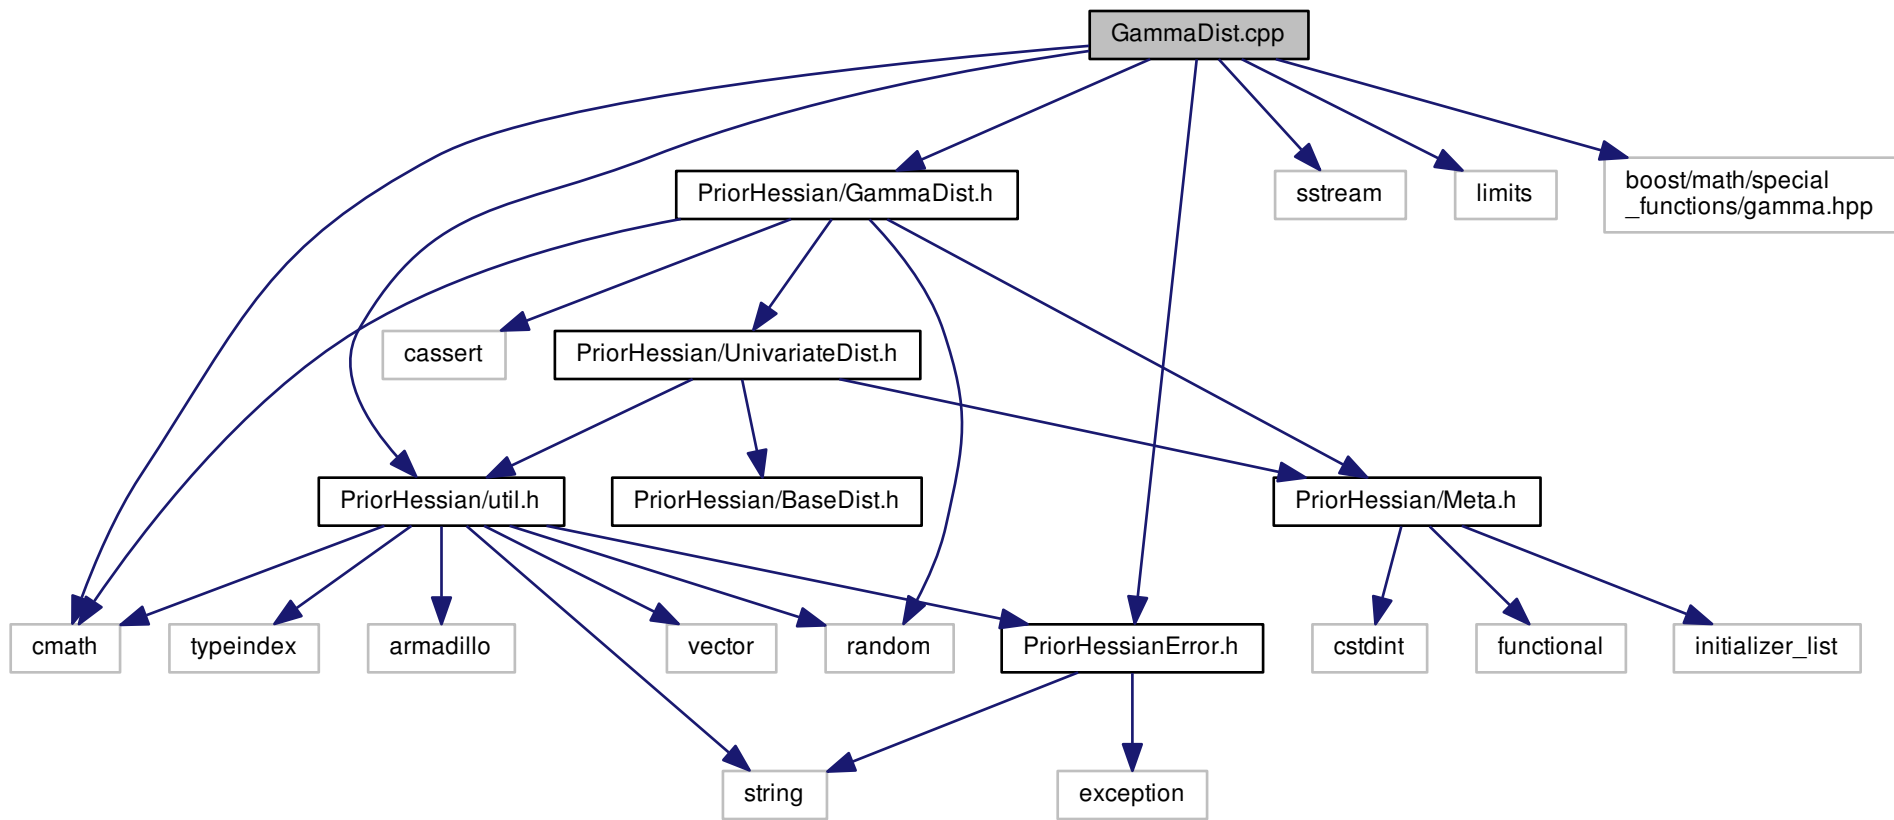 GammaDist.cpp
PriorHessian/GammaDist.h
sstream
limits
boost/math/special
_functions/gamma.hpp
cassert
PriorHessian/UnivariateDist.h
PriorHessian/util.h
PriorHessian/BaseDist.h
PriorHessian/Meta.h
cmath
typeindex
armadillo
vector
random
PriorHessianError.h
cstdint
functional
initializer_list
string
exception